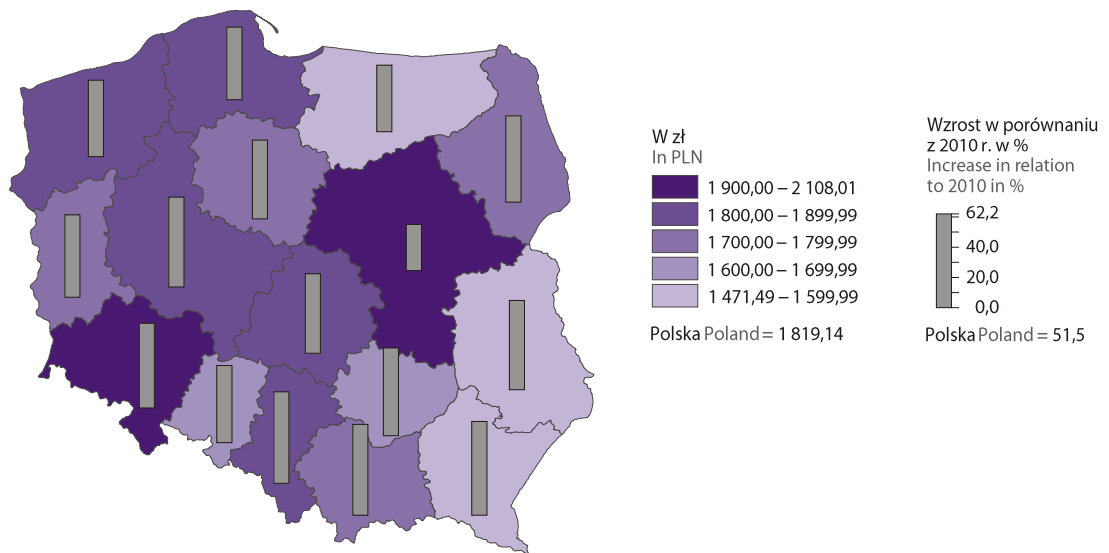 W zł
In PLN
1 900,00 – 2 108,01
1 800,00 – 1 899,99
1 700,00 – 1 799,99
1 600,00 – 1 699,99
1 471,49 – 1 599,99
Polska Poland = 1 819,14
Wzrost w porównaniu
z 2010 r. w %
Increase in relation
to 2010 in %
62,2
40,0
20,0
0,0
Polska Poland = 51,5